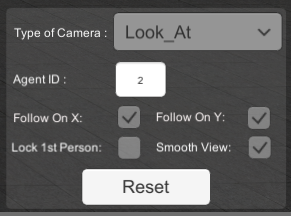 Type of Camera : Look_At
Agent ID : 2
Follow On X: Follow On Y:
Lock 1st Person: Smooth View:
Reset